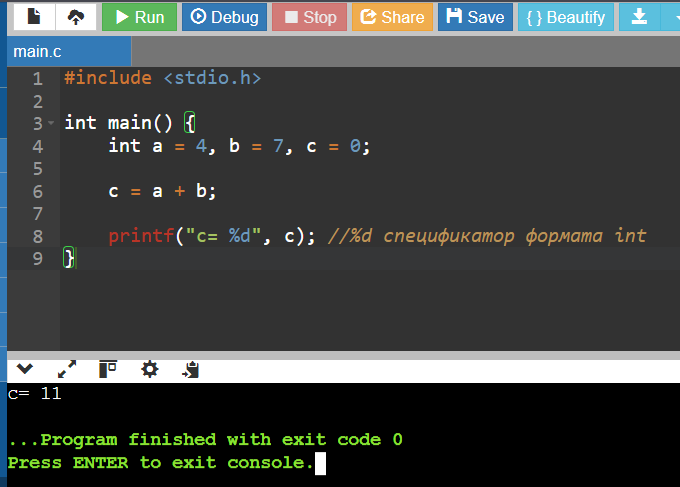 Run Debug Stop Share Save { } Beautify
main.c
1 #include <stdio.h>
2
3 int main() {
4 int a = 4, b = 7, c = 0;
5
6 c = a + b;
7
8 printf("c= %d", c); //%d спецификатор формата int
9 }
c= 11
...Program finished with exit code 0
Press ENTER to exit console.